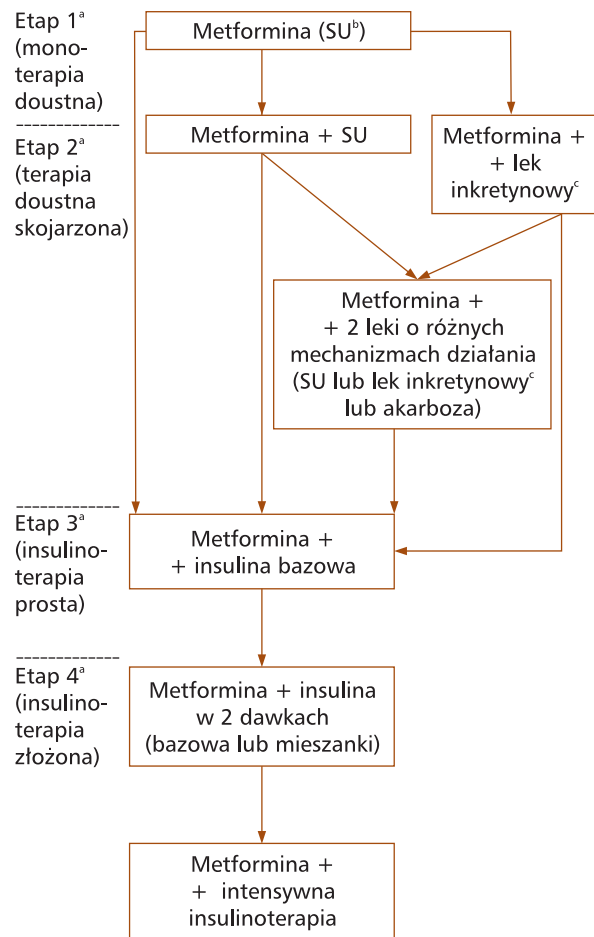 Etap 1ᵃ
(mono-
terapia
doustna)
Metformina (SUᵇ)
Etap 2ᵃ
(terapia
doustna
skojarzona)
Metformina + SU
Metformina +
+ lek
inkretynowyᶜ
Metformina +
+ 2 leki o różnych
mechanizmach działania
(SU lub lek inkretynowyᶜ
lub akarboza)
Etap 3ᵃ
(insulino-
terapia
prosta)
Metformina +
+ insulina bazowa
Etap 4ᵃ
(insulino-
terapia
złożona)
Metformina + insulina
w 2 dawkach
(bazowa lub mieszanki)
Metformina +
+ intensywna
insulinoterapia